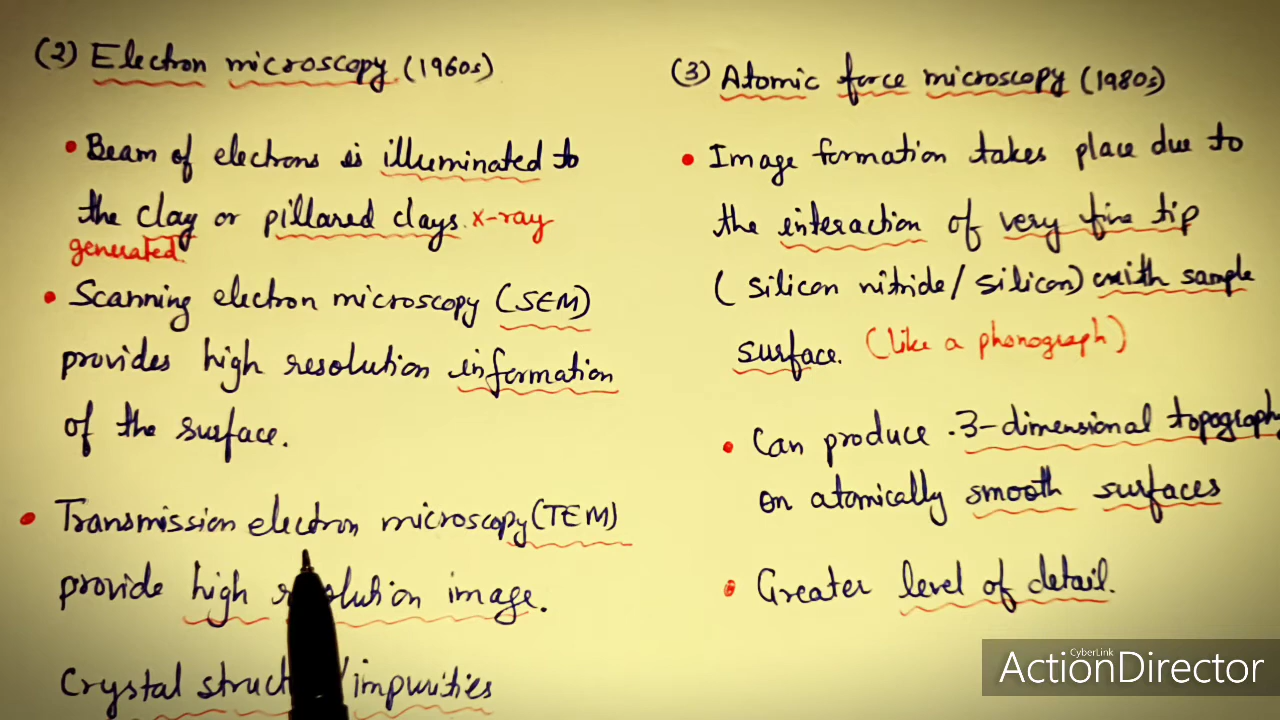 (2) Electron microscopy (1960s)
• Beam of electrons is illuminated to
the clay or pillared clays. x-ray
generated.
• Scanning electron microscopy (SEM)
provides high resolution information
of the surface.
• Transmission electron microscopy (TEM)
provide high resolution image.
Crystal impurities
(3) Atomic force microscopy (1980s)
• Image formation takes place due to
the interaction of very fine tip
(silicon nitride/silicon) with sample
surface. (like a phonograph)
• Can produce 3-dimensional topography
on atomically smooth surfaces
• Greater level of detail.
CyberLink
ActionDirector